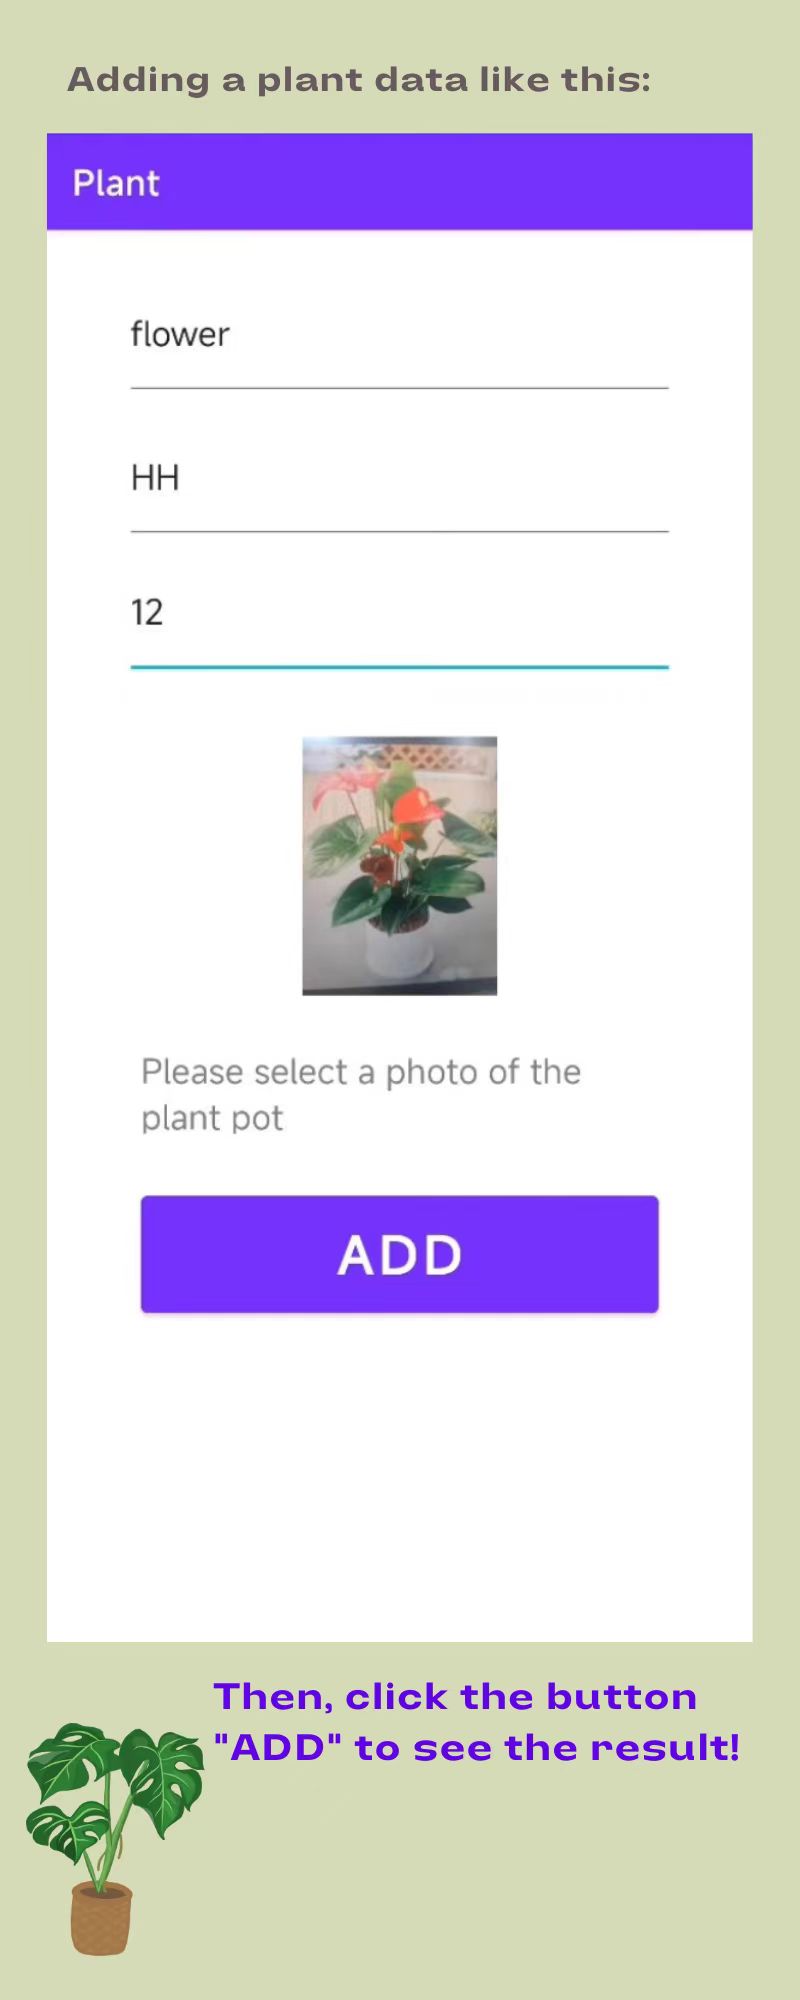 Adding a plant data like this:
Plant
flower
HH
12
Please select a photo of the
plant pot
ADD
Then, click the button
"ADD" to see the result!